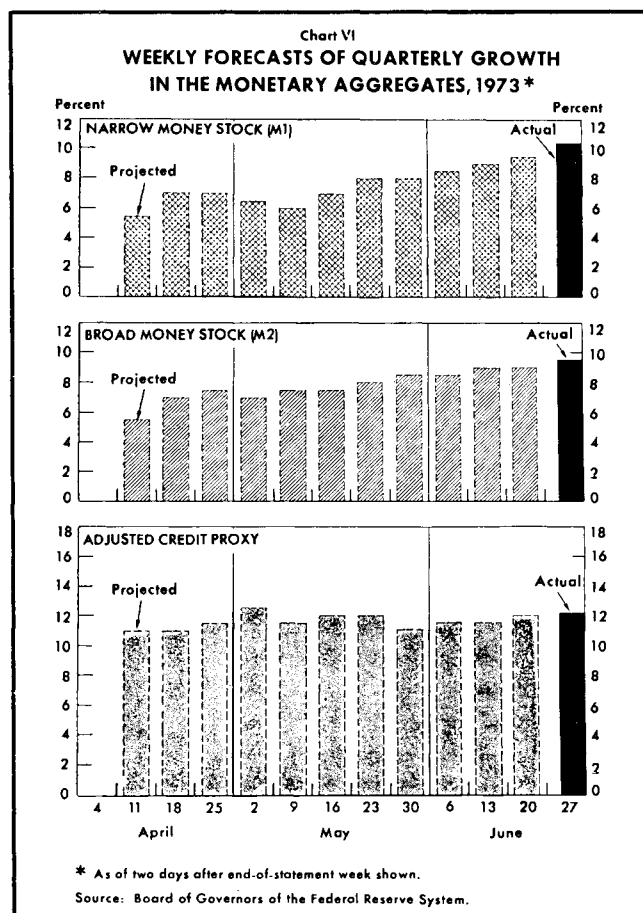 Chart VI
WEEKLY FORECASTS OF QUARTERLY GROWTH
IN THE MONETARY AGGREGATES, 1973*
Percent Percent
12 NARROW MONEY STOCK (M1) Actual 12
10 10
Projected
8 8
6 6
4 4
2 2
0 0
12 BROAD MONEY STOCK (M2) Actual 12
10 10
Projected
8 8
6 6
4 4
2 2
0 0
18 ADJUSTED CREDIT PROXY 18
16 16
14 Projected Actual 14
12 12
10 10
8 8
6 6
4 4
2 2
0 0
4 11 18 25 2 9 16 23 30 6 13 20 27
April May June
* As of two days after end-of-statement week shown.
Source: Board of Governors of the Federal Reserve System.